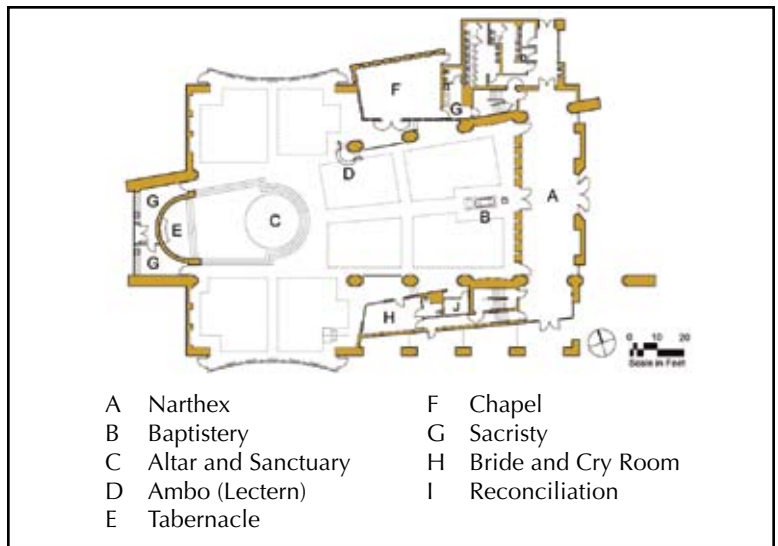 F
G
D
A
B
G
E
C
G
H
J
0 10 20
Scale in Feet
A Narthex
B Baptistery
C Altar and Sanctuary
D Ambo (Lectern)
E Tabernacle
F Chapel
G Sacristy
H Bride and Cry Room
I Reconciliation